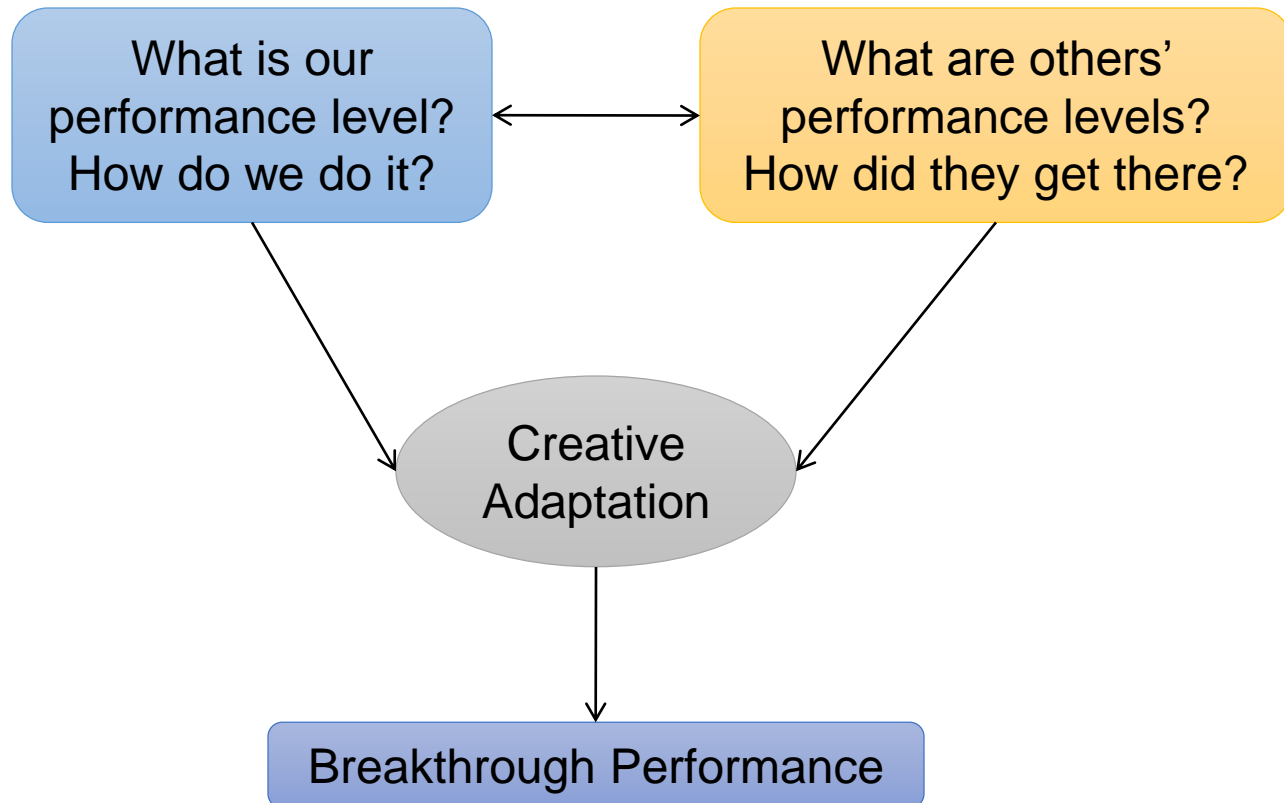 What is our
performance level?
How do we do it?
What are others’
performance levels?
How did they get there?
Creative
Adaptation
Breakthrough Performance